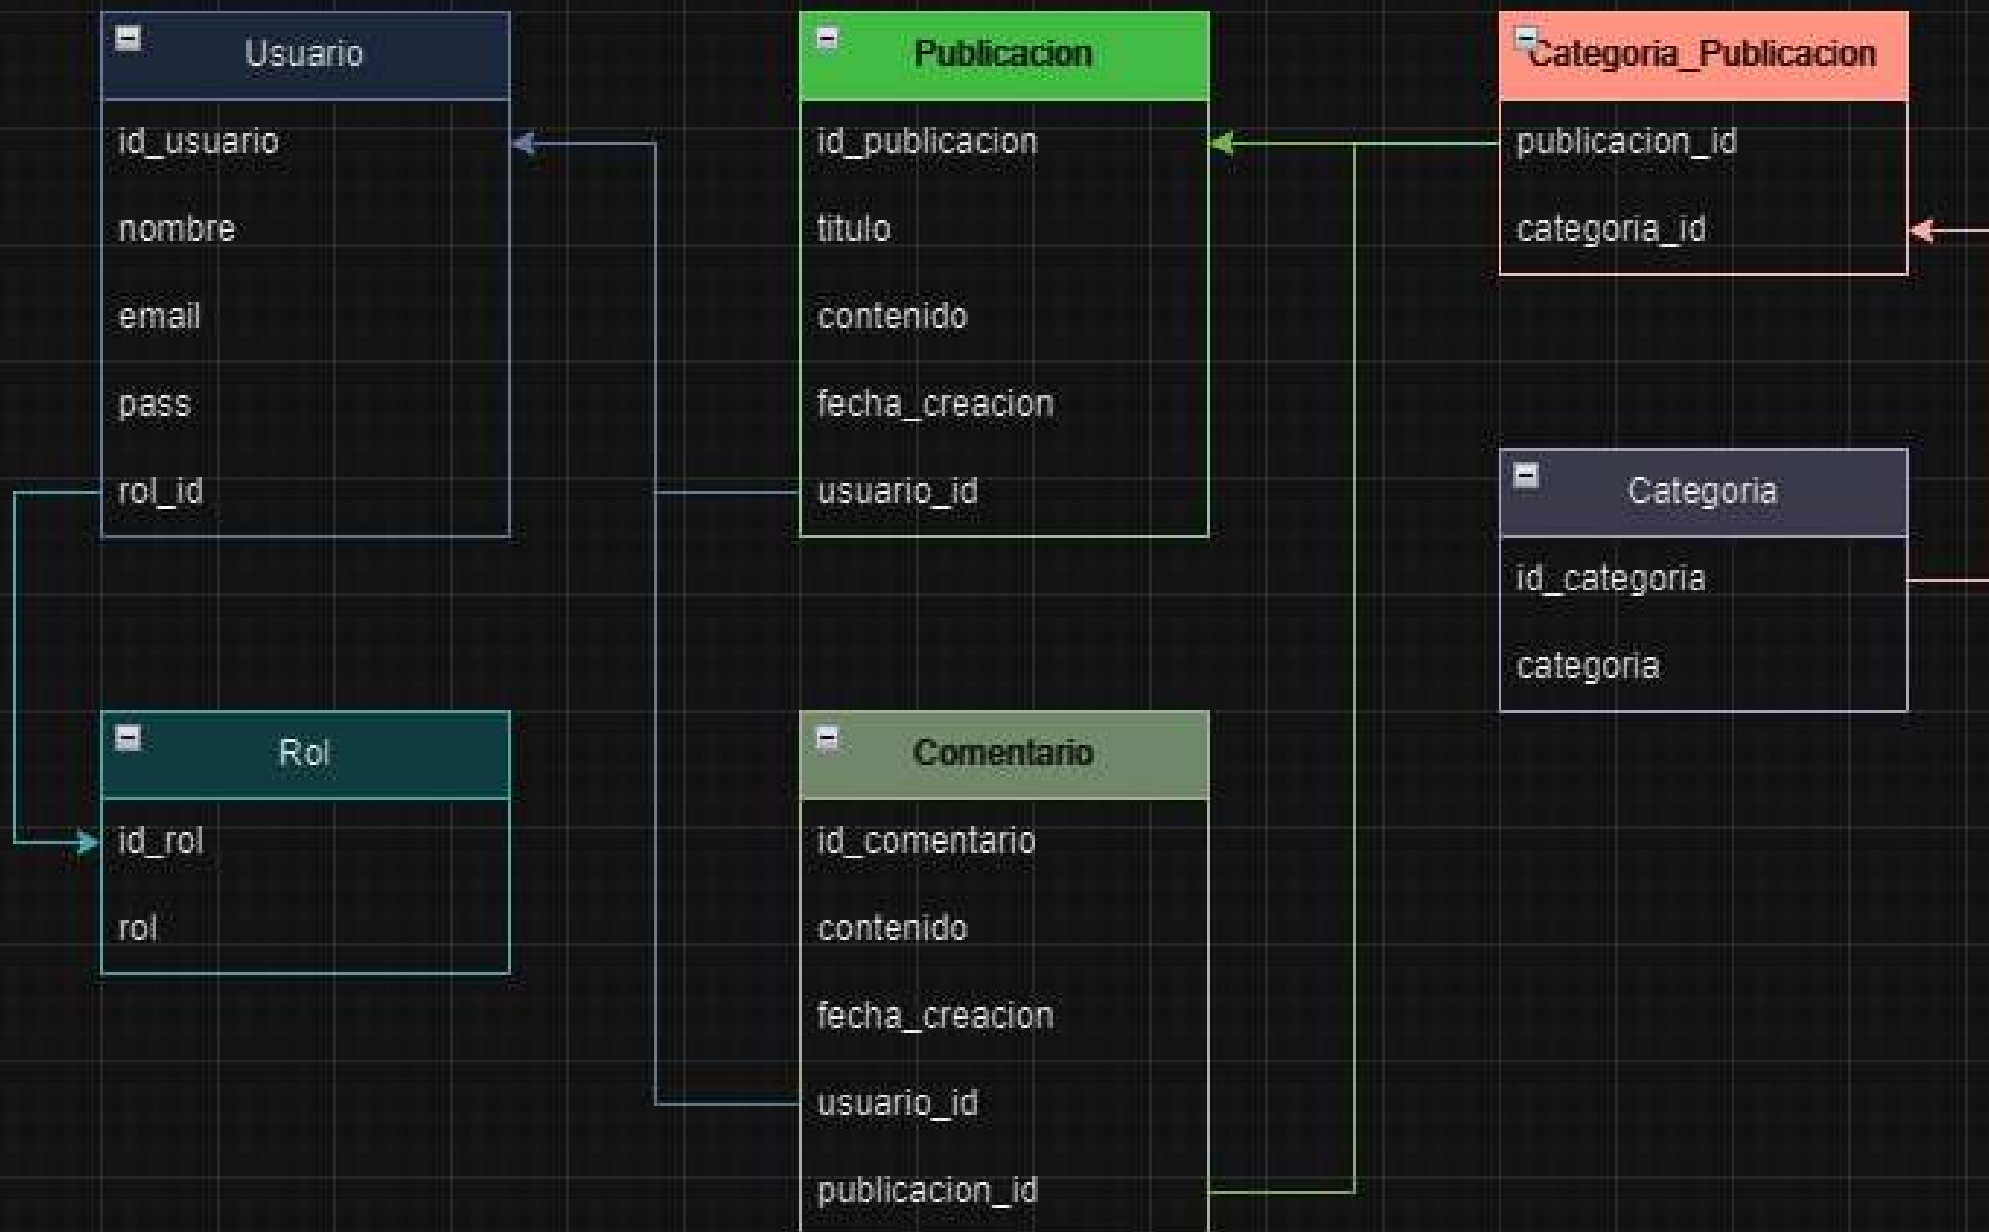 Usuario
id_usuario
nombre
email
pass
rol_id
Publicacion
id_publicacion
titulo
contenido
fecha_creacion
usuario_id
Categoria_Publicacion
publicacion_id
categoria_id
Categoria
id_categoria
categoria
Rol
id_rol
rol
Comentario
id_comentario
contenido
fecha_creacion
usuario_id
publicacion_id